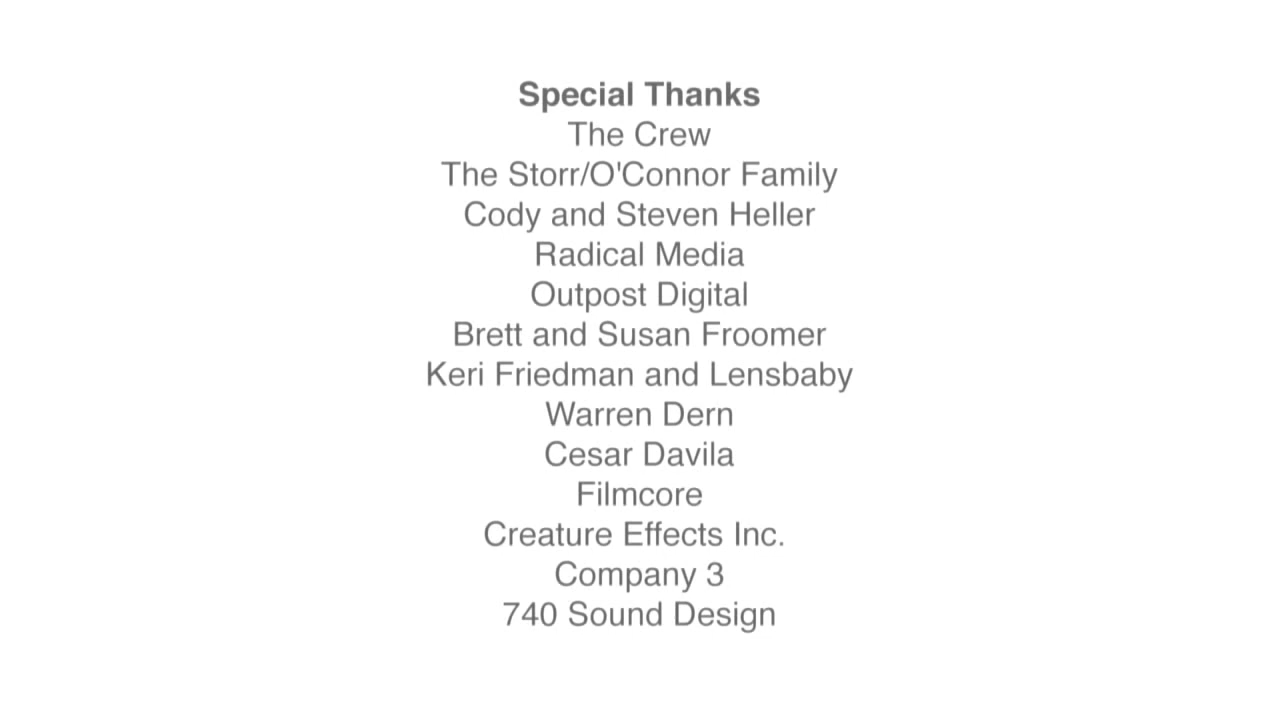 Special Thanks
The Crew
The Storr/O'Connor Family
Cody and Steven Heller
Radical Media
Outpost Digital
Brett and Susan Froomer
Keri Friedman and Lensbaby
Warren Dern
Cesar Davila
Filmcore
Creature Effects Inc.
Company 3
740 Sound Design